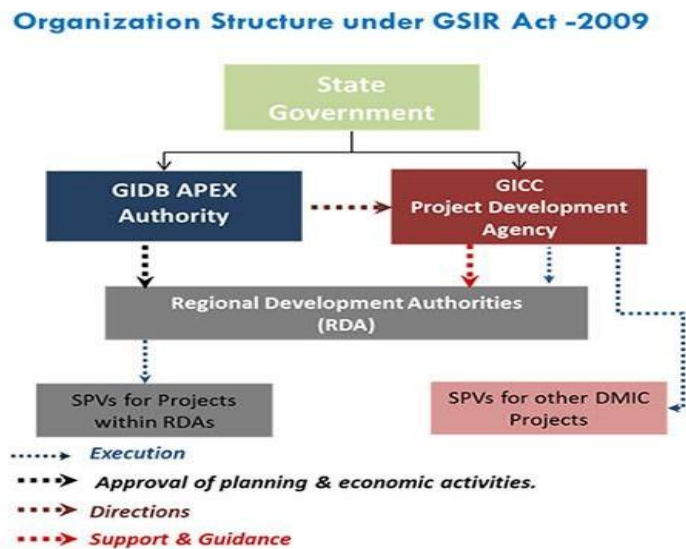 Organization Structure under GSIR Act -2009
State
Government
GIDB APEX
Authority
GICC
Project Development
Agency
Regional Development Authorities
(RDA)
SPVs for Projects
within RDAs
SPVs for other DMIC
Projects
Execution
Approval of planning & economic activities.
Directions
Support & Guidance